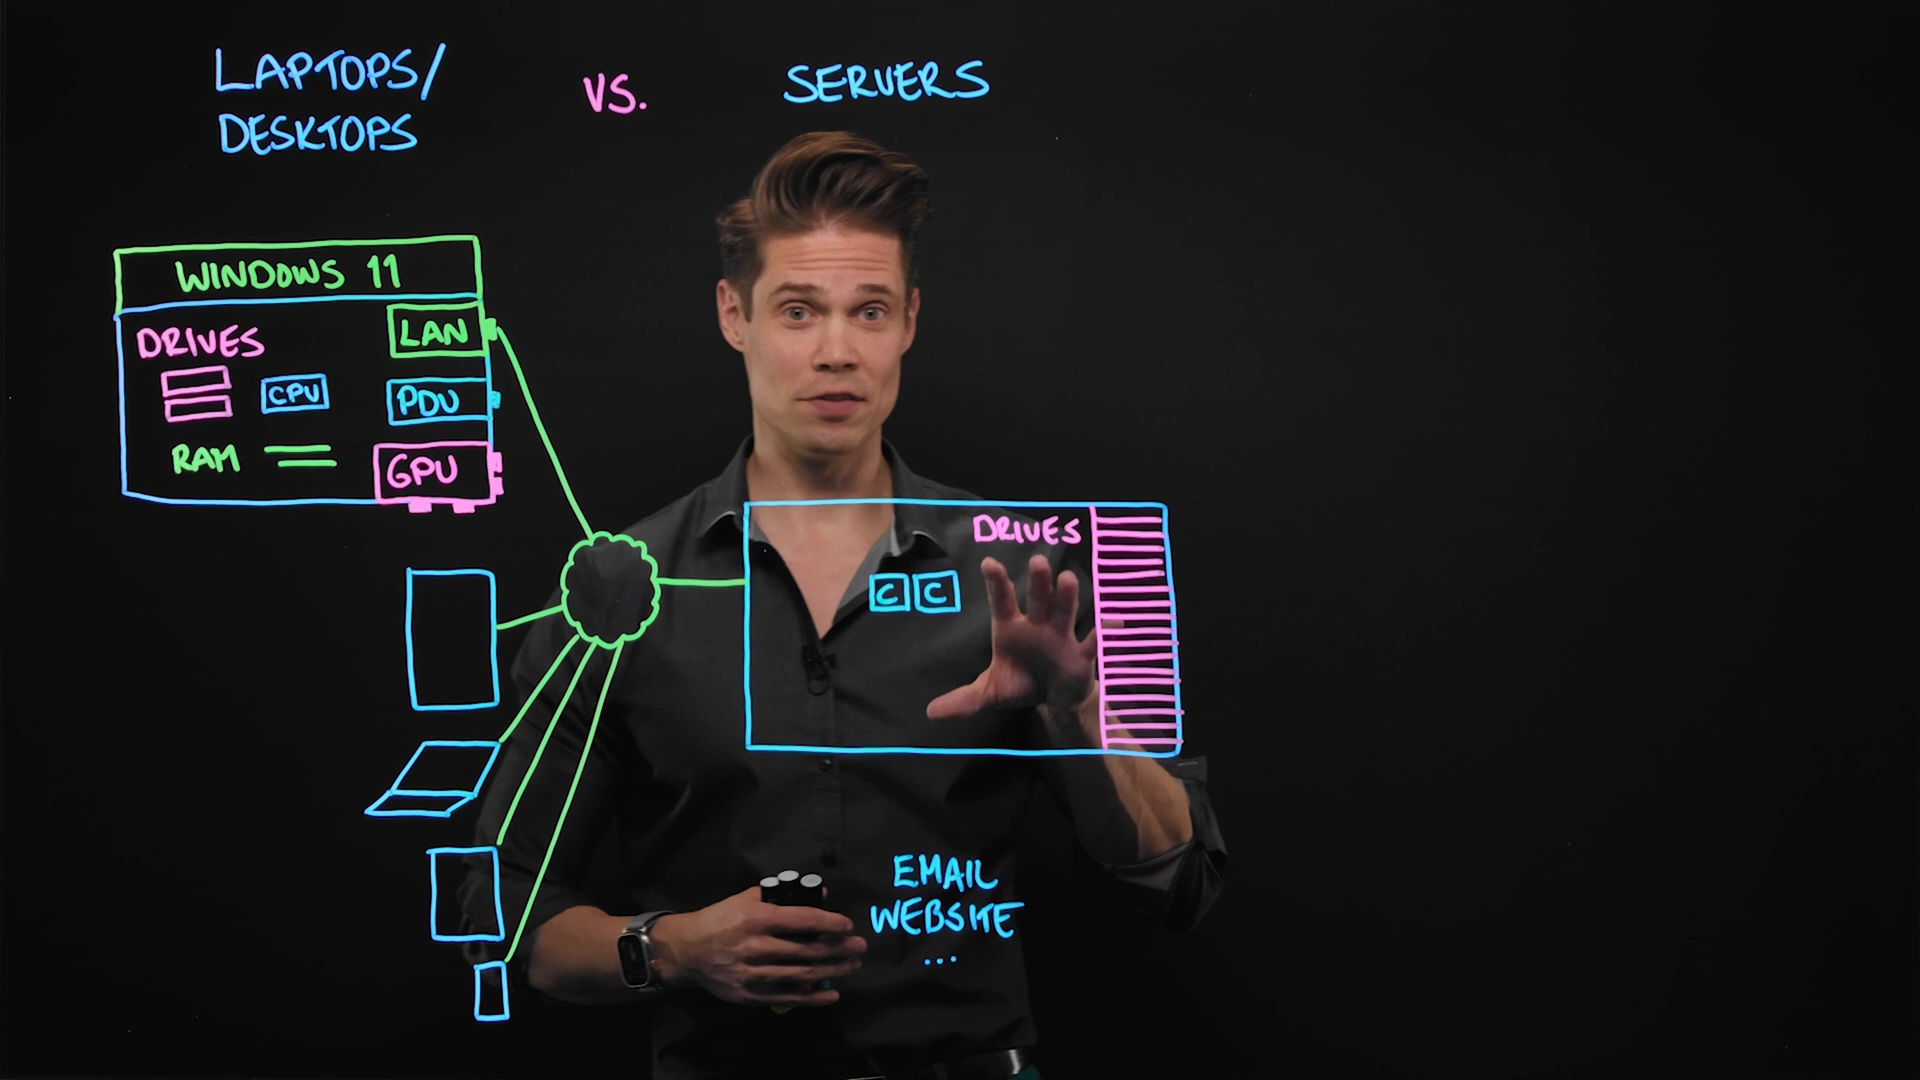 LAPTOPS/
DESKTOPS
VS.
SERVERS
WINDOWS 11
DRIVES
LAN
CPU
PDU
RAM
GPU
DRIVES
C C
EMAIL
WEBSITE
...